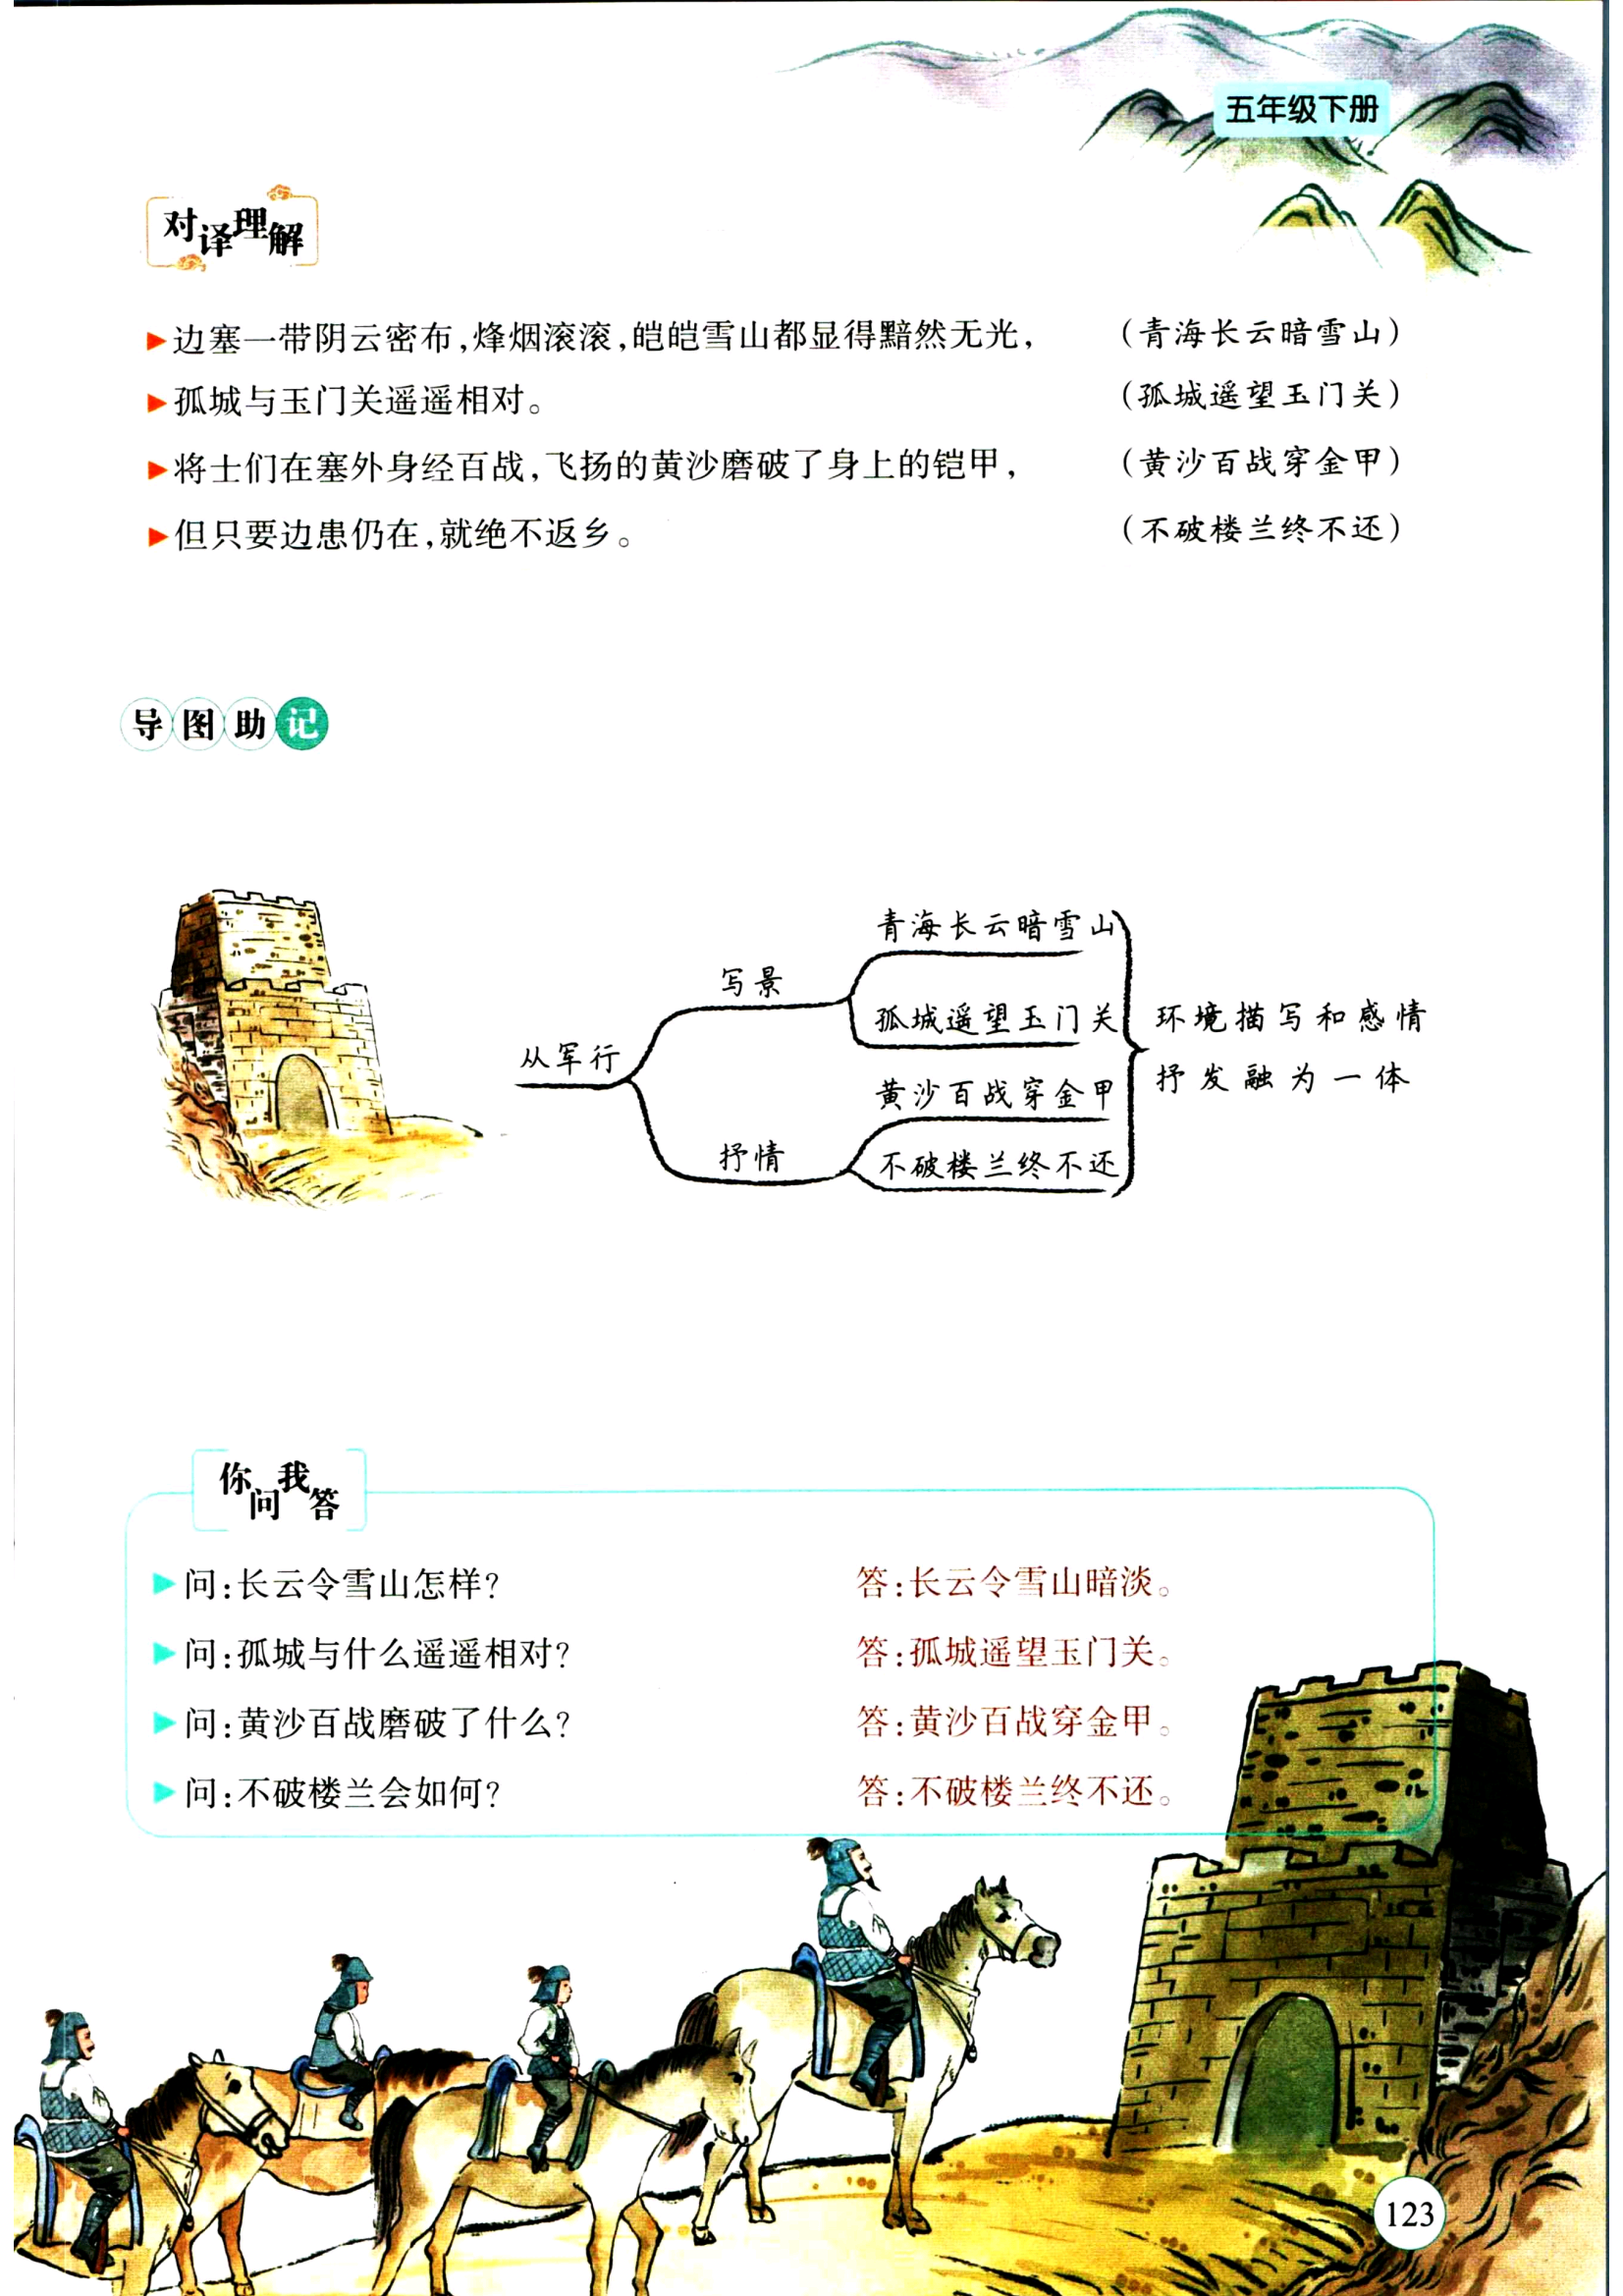 五年级下册
对译理解
边塞一带阴云密布,烽烟滚滚,皑皑雪山都显得黯然无光, (青海长云暗雪山)
孤城与玉门关遥遥相对。 (孤城遥望玉门关)
将士们在塞外身经百战,飞扬的黄沙磨破了身上的铠甲, (黄沙百战穿金甲)
但只要边患仍在,就绝不返乡。 (不破楼兰终不还)
导图助记
从军行
写景
青海长云暗雪山
孤城遥望玉门关
抒情
黄沙百战穿金甲
不破楼兰终不还
环境描写和感情
抒发融为一体
你问我答
问:长云令雪山怎样? 答:长云令雪山暗淡。
问:孤城与什么遥遥相对? 答:孤城遥望玉门关。
问:黄沙百战磨破了什么? 答:黄沙百战穿金甲。
问:不破楼兰会如何? 答:不破楼兰终不还。
123